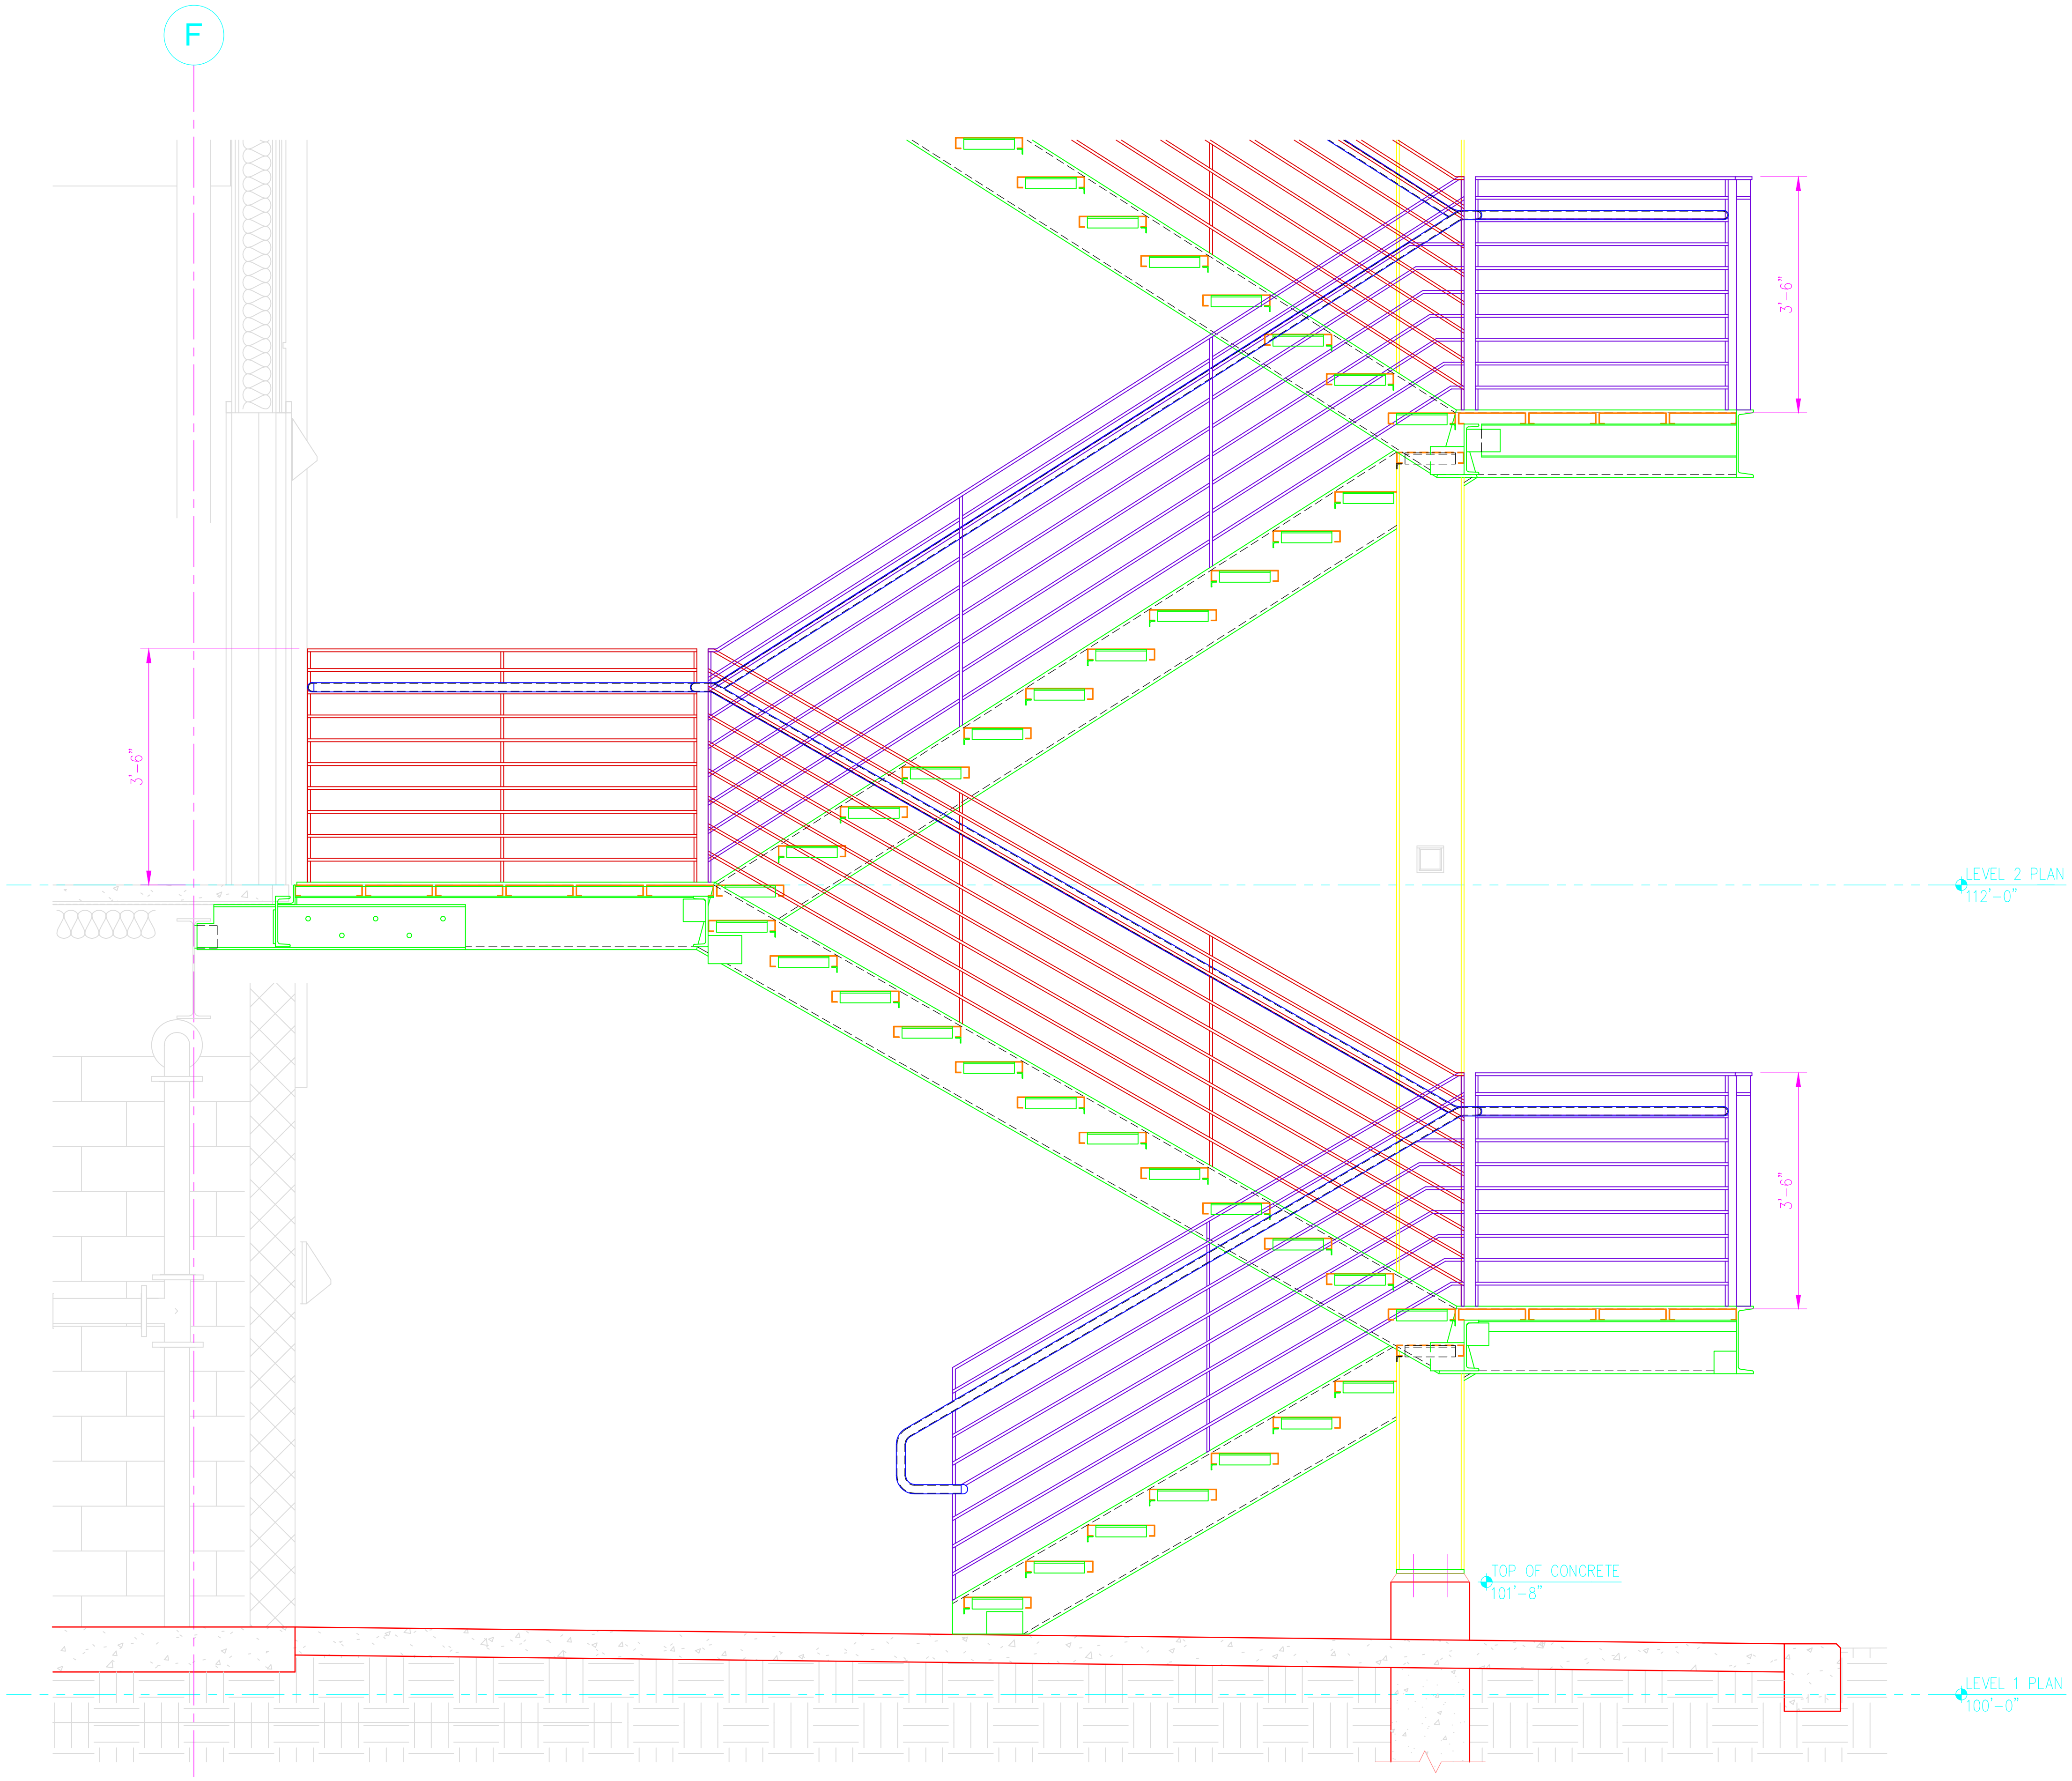 F
3'-6"
3'-6"
LEVEL 2 PLAN
112'-0"
3'-6"
TOP OF CONCRETE
101'-8"
LEVEL 1 PLAN
100'-0"